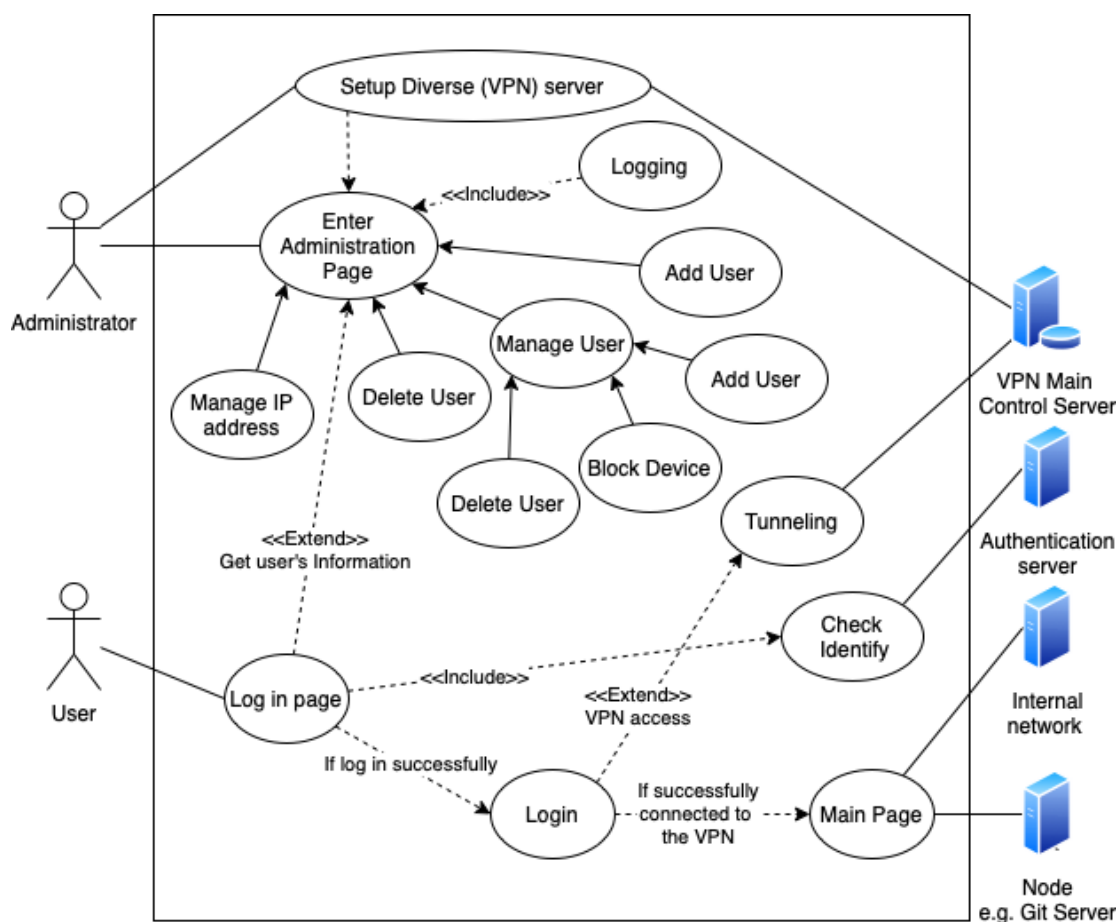 Setup Diverse (VPN) server
Logging
<<Include>>
Enter
Administration
Page
Add User
Administrator
Manage User
VPN Main
Control Server
Add User
Manage IP
address
Delete User
Block Device
Delete User
Tunneling
<<Extend>>
Get user's Information
Authentication
server
Check
Identify
<<Include>>
Log in page
User
<<Extend>>
VPN access
Internal
network
If log in successfully
Login
If successfully
connected to
the VPN
Main Page
Node
e.g. Git Server